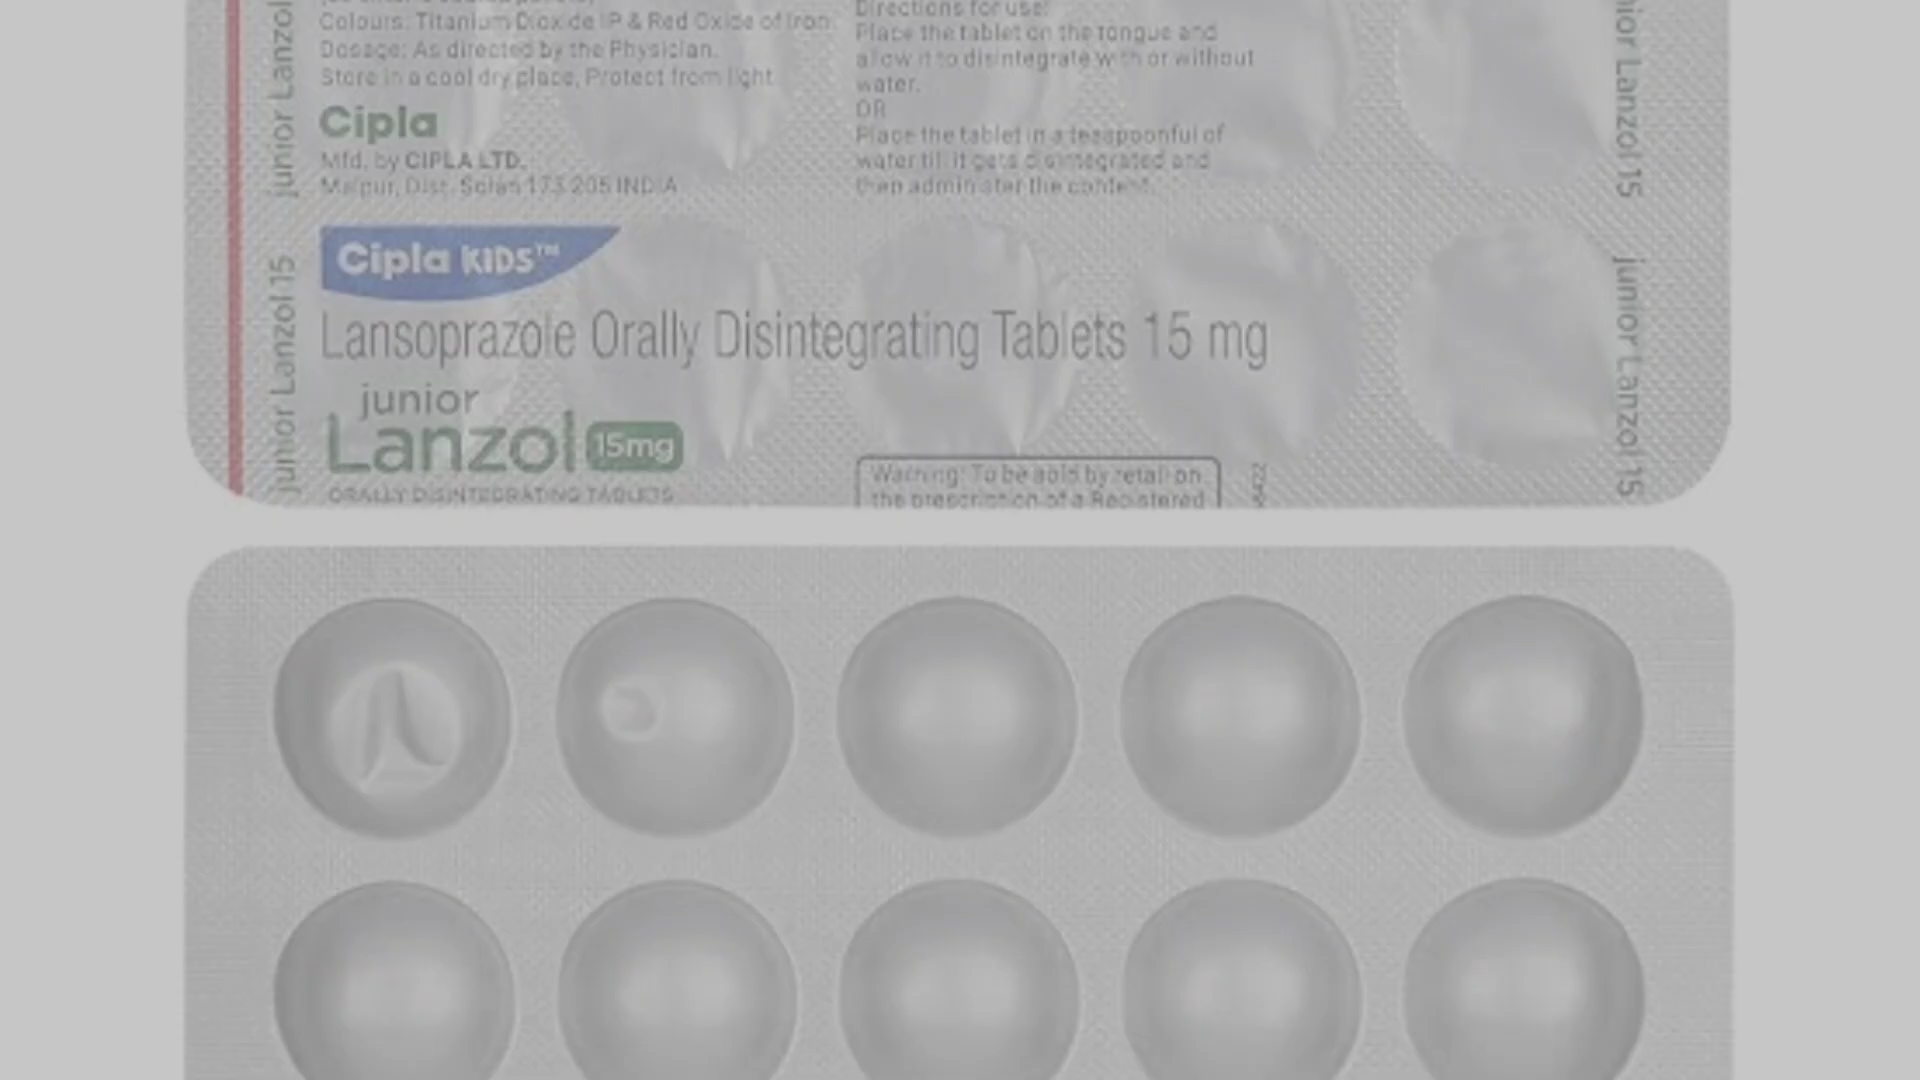 Colours: Titanium Dioxide IP & Red Oxide of Iron
Dosage: As directed by the Physician.
Store in a cool dry place, Protect from light
Cipla
Mfd. by CIPLA LTD.
Malpur, Dist. Solan 173 205 INDIA
Directions for use:
Place the tablet on the tongue and
allow it to disintegrate with or without
water.
OR
Place the tablet in a teaspoonful of
water till it gets disintegrated and
then administer the content.
Cipla KIDS™
Lansoprazole Orally Disintegrating Tablets 15 mg
junior
Lanzol 15mg
ORALLY DISINTEGRATING TABLETS
Warning: To be sold by retail on
the prescription of a Registered
junior Lanzol
junior Lanzol 15
junior Lanzol 15
junior Lanzol 15